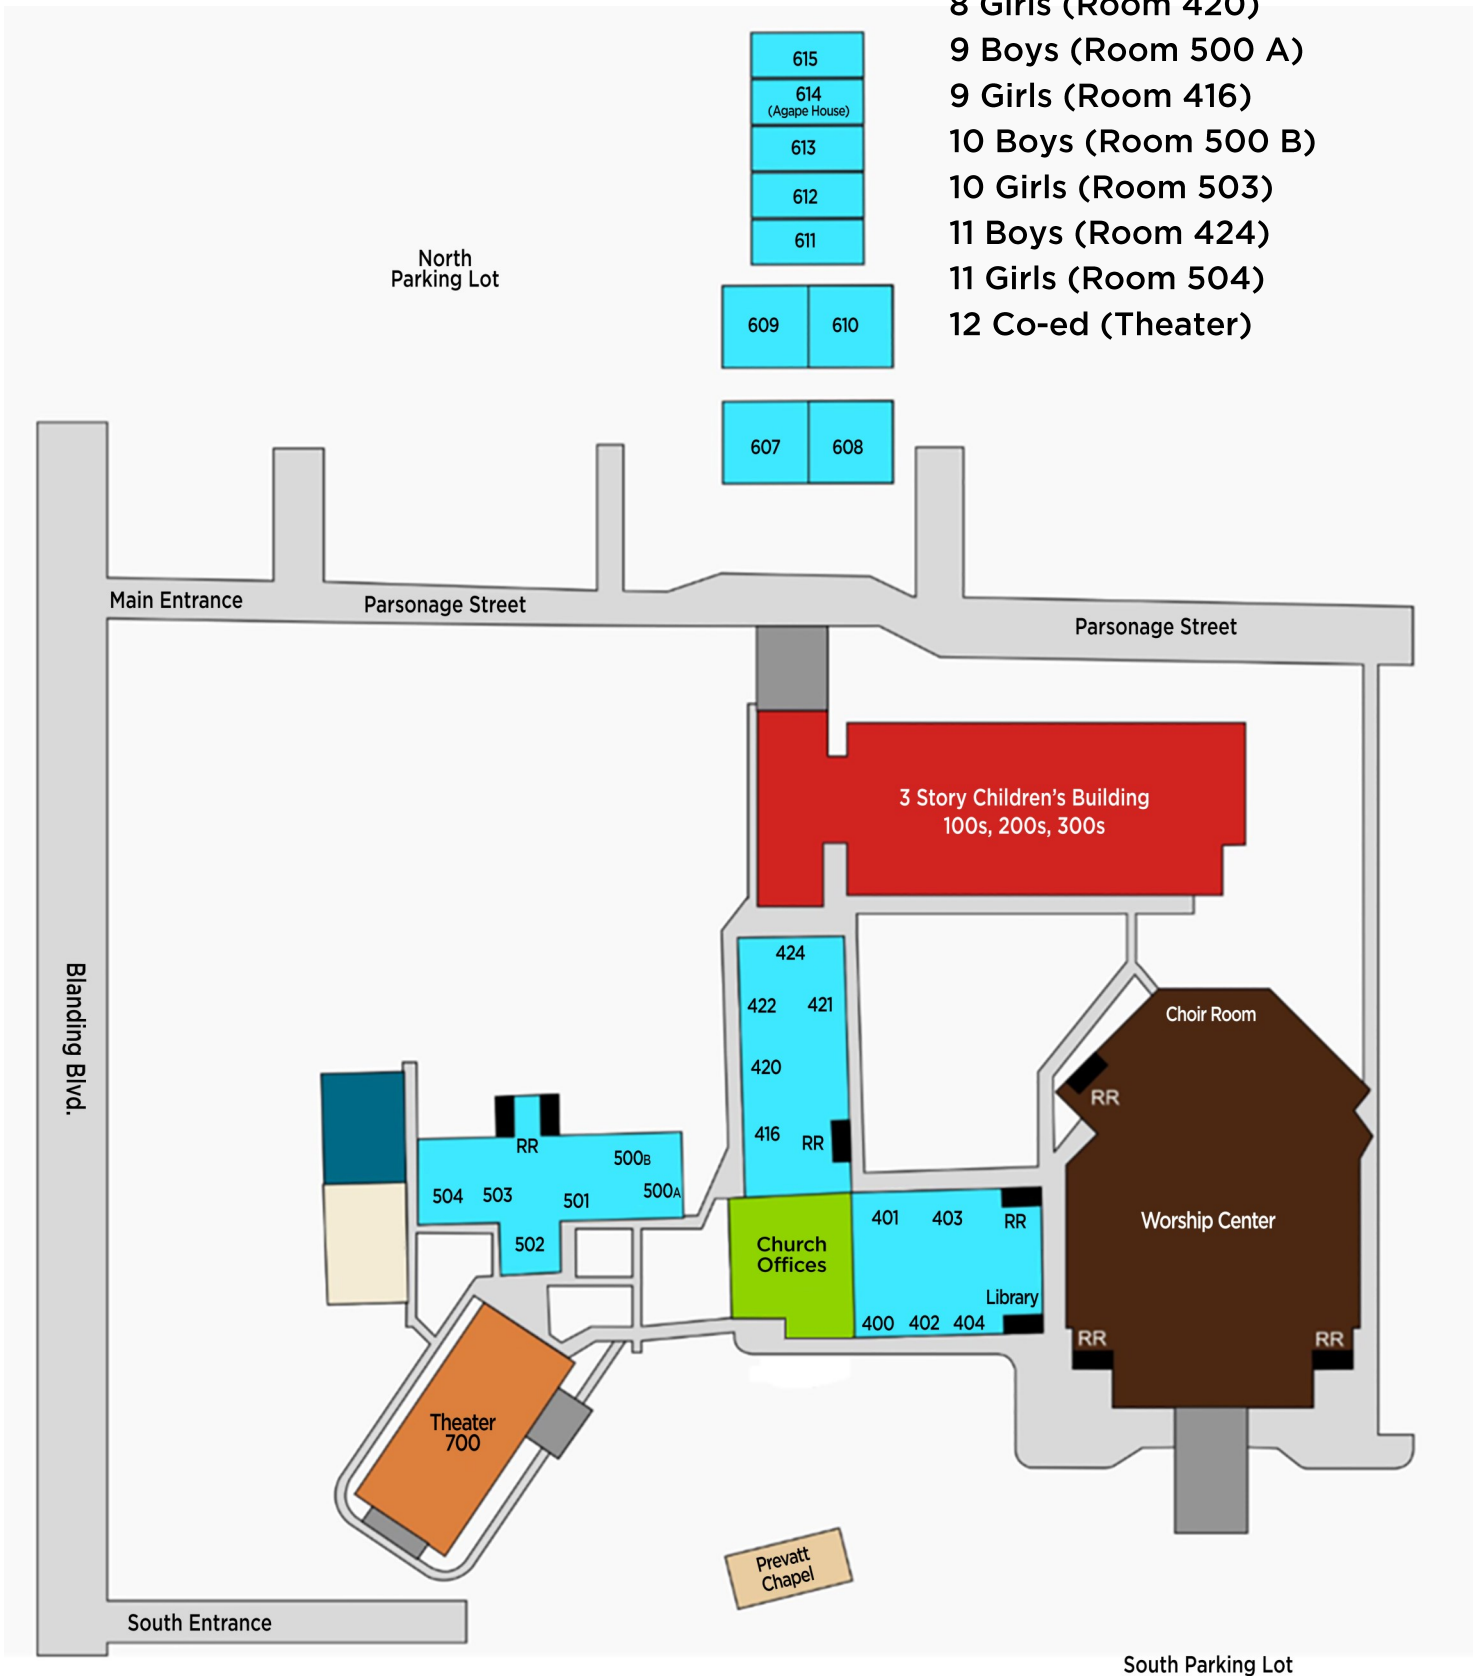 8 Girls (Room 420)
9 Boys (Room 500 A)
9 Girls (Room 416)
10 Boys (Room 500 B)
10 Girls (Room 503)
11 Boys (Room 424)
11 Girls (Room 504)
12 Co-ed (Theater)
615
614
(Agape House)
613
612
611
North
Parking Lot
609
610
607
608
Main Entrance
Parsonage Street
Parsonage Street
3 Story Children's Building
100s, 200s, 300s
Blanding Blvd.
424
422
421
420
416
RR
Choir Room
RR
Worship Center
RR
RR
RR
500B
504
503
501
500A
502
Church
Offices
401
403
RR
Library
400
402
404
Theater
700
Prevatt
Chapel
South Entrance
South Parking Lot